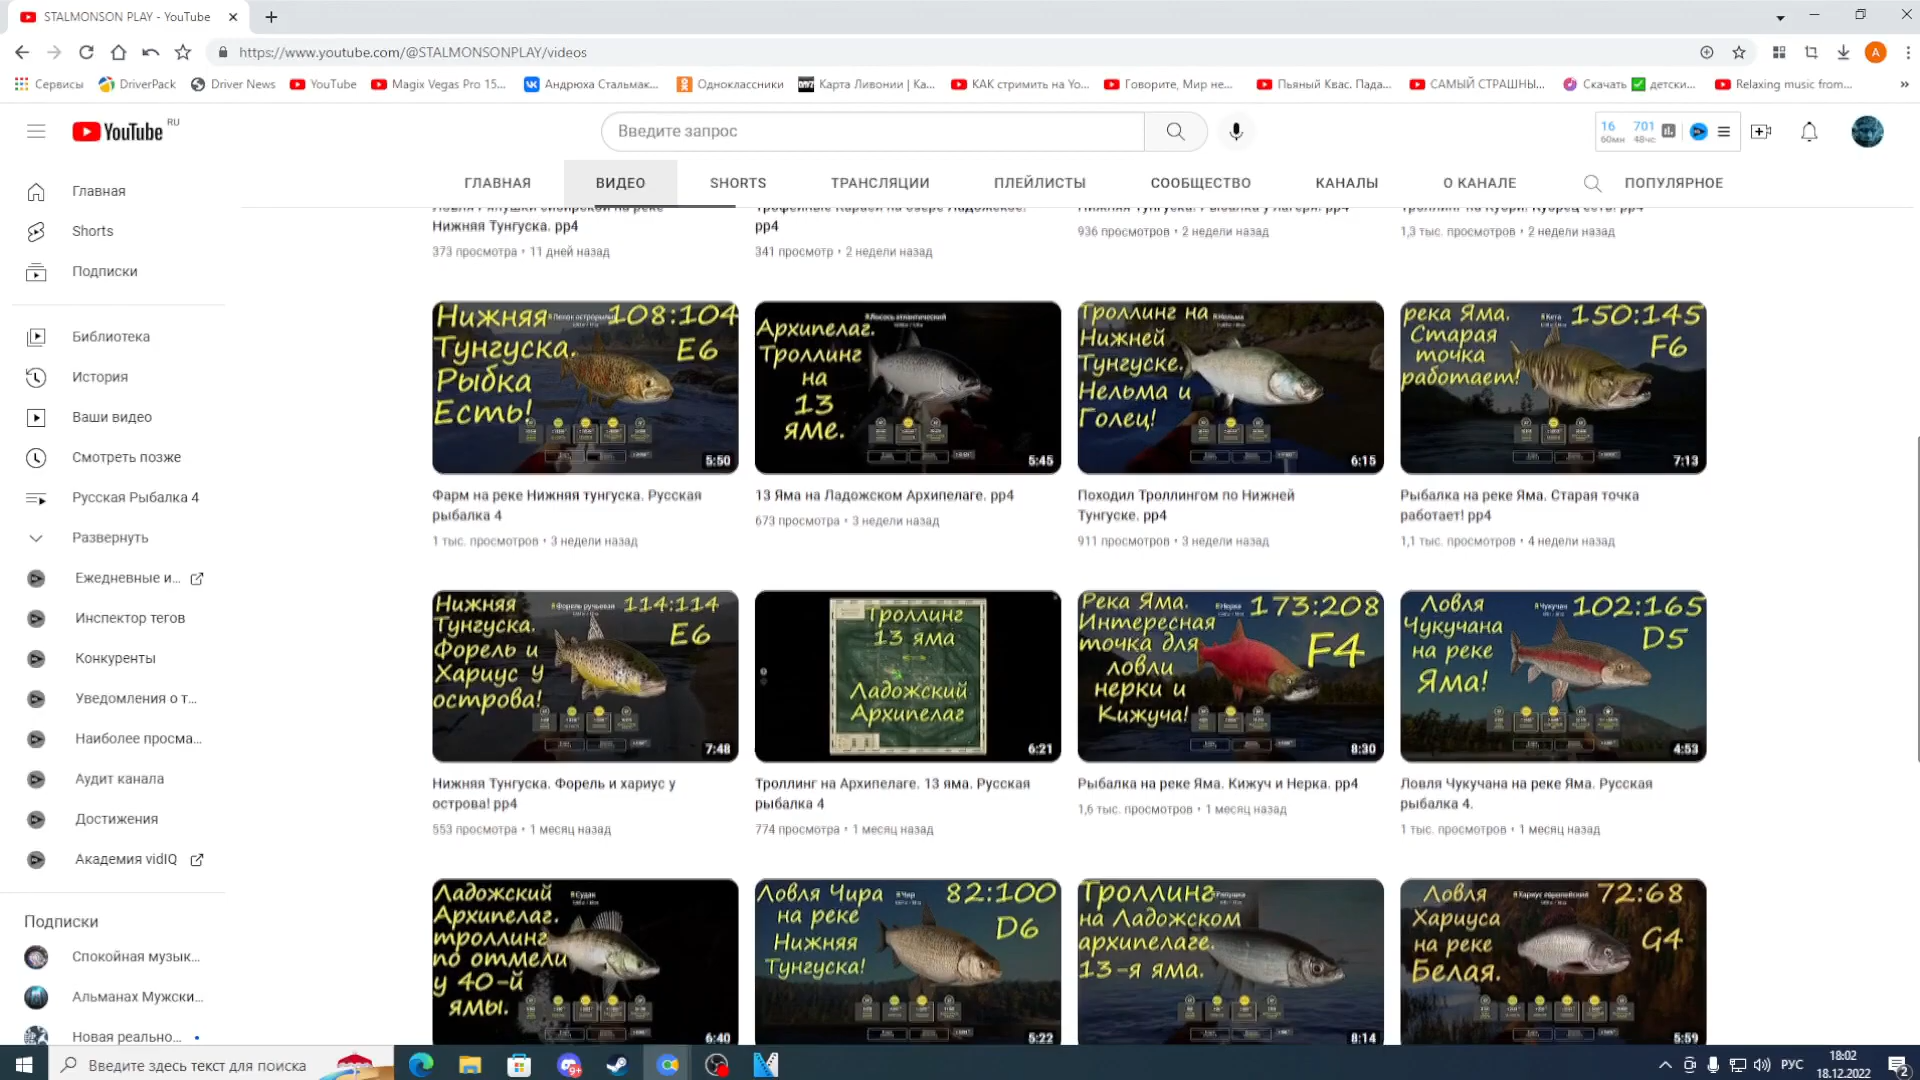 STALMONSON PLAY - YouTube
https://www.youtube.com/@STALMONSONPLAY/videos
A
Сервисы
DriverPack
Driver News
YouTube
Magix Vegas Pro 15...
Андрюха Стальмак...
Одноклассники
Карта Ливонии | Ка...
КАК стримить на Yo...
Говорите, Мир не...
Пьяный Квас. Пада...
САМЫЙ СТРАШНЫ...
Скачать ✅ детски...
Relaxing music from...
»
YouTube RU
Введите запрос
16 701
60мн 48чс
ГЛАВНАЯ
ВИДЕО
SHORTS
ТРАНСЛЯЦИИ
ПЛЕЙЛИСТЫ
СООБЩЕСТВО
КАНАЛЫ
О КАНАЛЕ
ПОПУЛЯРНОЕ
Главная
Shorts
Подписки
Библиотека
История
Ваши видео
Смотреть позже
Русская Рыбалка 4
Развернуть
Ежедневные и...
Инспектор тегов
Конкуренты
Уведомления о т...
Наиболее просма...
Аудит канала
Достижения
Академия vidIQ
Подписки
Спокойная музык...
Альманах Мужски...
Новая реально...
Нижняя Тунгуска. рр4
373 просмотра • 11 дней назад
рр4
341 просмотр • 2 недели назад
936 просмотров • 2 недели назад
1,3 тыс. просмотров • 2 недели назад
Нижняя
Тунгуска.
Рыбка
Есть!
108:104
E6
5:50
Фарм на реке Нижняя тунгуска. Русская
рыбалка 4
1 тыс. просмотров • 3 недели назад
Архипелаг.
Троллинг
на
13
яме.
5:45
13 Яма на Ладожском Архипелаге. рр4
673 просмотра • 3 недели назад
Троллинг на
Нижней
Тунгуске.
Нельма и
Голец!
6:15
Походил Троллингом по Нижней
Тунгуске. рр4
911 просмотров • 3 недели назад
река Яма.
Старая
точка
работает!
150:145
F6
7:13
Рыбалка на реке Яма. Старая точка
работает! рр4
1,1 тыс. просмотров • 4 недели назад
Нижняя
Тунгуска.
Форель и
Хариус у
острова!
114:114
E6
7:48
Нижняя Тунгуска. Форель и хариус у
острова! рр4
553 просмотра • 1 месяц назад
Троллинг
13 яма
Ладожский
Архипелаг
6:21
Троллинг на Архипелаге. 13 яма. Русская
рыбалка 4
774 просмотра • 1 месяц назад
Река Яма.
Интересная
точка для
ловли
нерки и
Кижуча!
173:208
F4
8:30
Рыбалка на реке Яма. Кижуч и Нерка. рр4
1,6 тыс. просмотров • 1 месяц назад
Ловля
Чукучана
на реке
Яма!
102:165
D5
4:53
Ловля Чукучана на реке Яма. Русская
рыбалка 4.
1 тыс. просмотров • 1 месяц назад
Ладожский
Архипелаг.
троллинг
по отмели
у 40-й
ямы.
6:40
Ловля Чира
на реке
Нижняя
Тунгуска!
82:100
D6
5:22
Троллинг
на Ладожском
архипелаге.
13-я яма.
8:14
Ловля
Хариуса
на реке
Белая.
72:68
G4
5:59
Введите здесь текст для поиска
РУС
18:02
18.12.2022
2